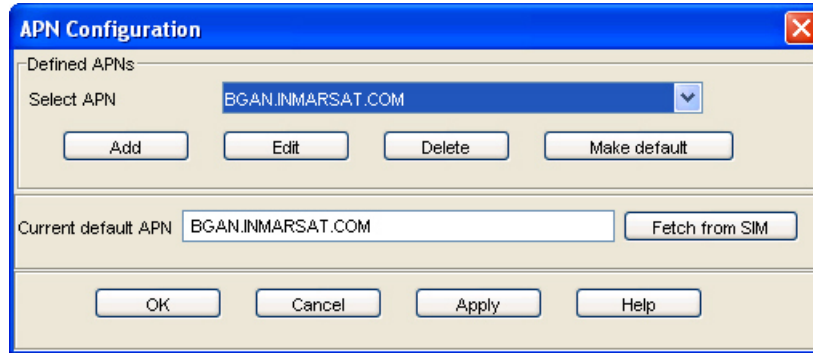 APN Configuration
Defined APNs
Select APN BGAN.INMARSAT.COM
Add Edit Delete Make default
Current default APN BGAN.INMARSAT.COM Fetch from SIM
OK Cancel Apply Help